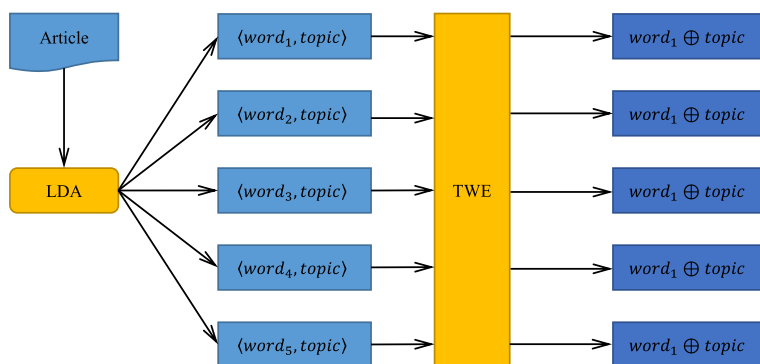 Article
⟨word₁, topic⟩
word₁ ⊕ topic
⟨word₂, topic⟩
word₁ ⊕ topic
LDA
⟨word₃, topic⟩
TWE
word₁ ⊕ topic
⟨word₄, topic⟩
word₁ ⊕ topic
⟨word₅, topic⟩
word₁ ⊕ topic